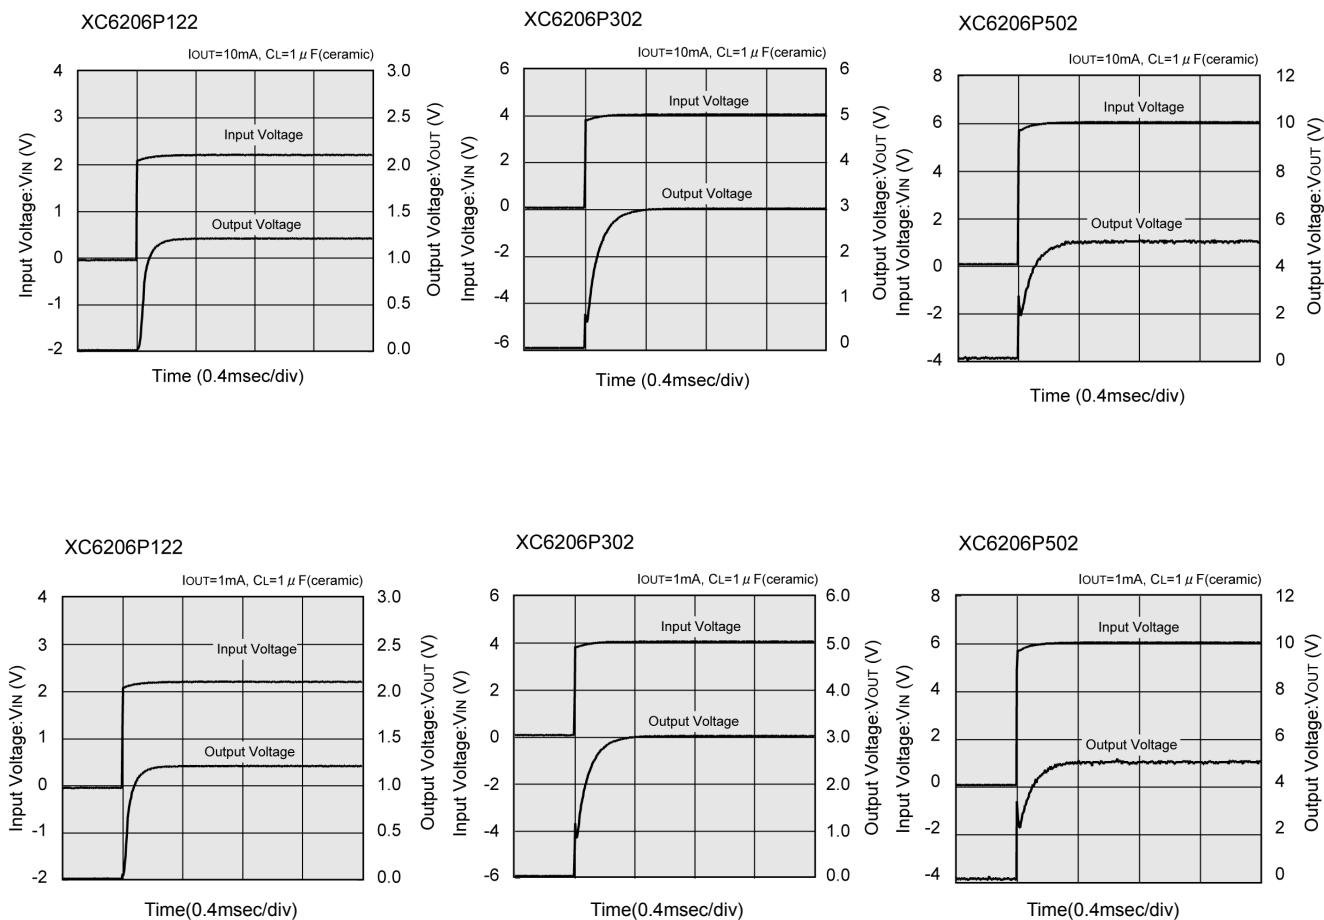 XC6206P122
IOUT=10mA, CL=1μF(ceramic)
4
3
2
1
0
-1
-2
Input Voltage:VIN (V)
Input Voltage
Output Voltage
3.0
2.5
2.0
1.5
1.0
0.5
0.0
Output Voltage:VOUT (V)
Time (0.4msec/div)
XC6206P302
IOUT=10mA, CL=1μF(ceramic)
6
4
2
0
-2
-4
-6
Input Voltage:VIN (V)
Input Voltage
Output Voltage
6
5
4
3
2
1
0
Output Voltage:VOUT (V)
Time (0.4msec/div)
XC6206P502
IOUT=10mA, CL=1μF(ceramic)
8
6
4
2
0
-2
-4
Input Voltage:VIN (V)
Input Voltage
Output Voltage
12
10
8
6
4
2
0
Output Voltage:VOUT (V)
Time (0.4msec/div)
XC6206P122
IOUT=1mA, CL=1μF(ceramic)
4
3
2
1
0
-1
-2
Input Voltage:VIN (V)
Input Voltage
Output Voltage
3.0
2.5
2.0
1.5
1.0
0.5
0.0
Output Voltage:VOUT (V)
Time(0.4msec/div)
XC6206P302
IOUT=1mA, CL=1μF(ceramic)
6
4
2
0
-2
-4
-6
Input Voltage:VIN (V)
Input Voltage
Output Voltage
6.0
5.0
4.0
3.0
2.0
1.0
0.0
Output Voltage:VOUT (V)
Time(0.4msec/div)
XC6206P502
IOUT=1mA, CL=1μF(ceramic)
8
6
4
2
0
-2
-4
Input Voltage:VIN (V)
Input Voltage
Output Voltage
12
10
8
6
4
2
0
Output Voltage:VOUT (V)
Time(0.4msec/div)